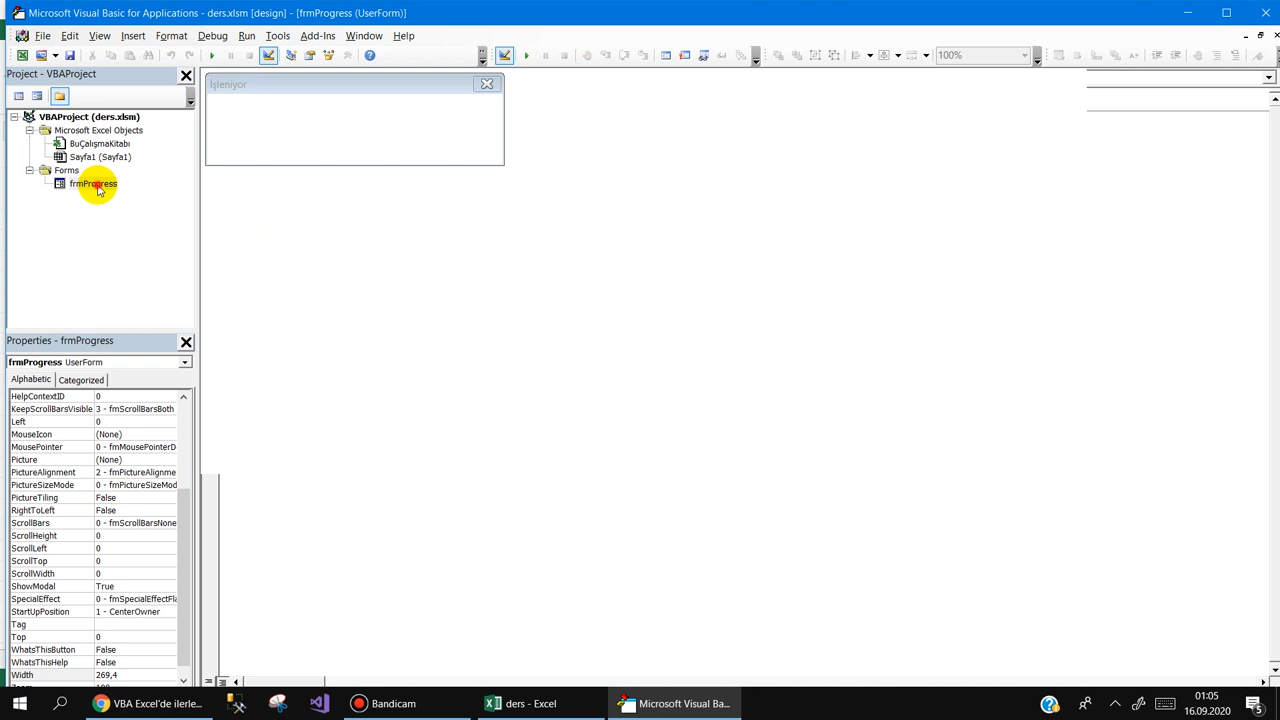 Microsoft Visual Basic for Applications - ders.xlsm [design] - [frmProgress (UserForm)]
File Edit View Insert Format Debug Run Tools Add-Ins Window Help
100%
Project - VBAProject
İşleniyor
VBAProject (ders.xlsm)
Microsoft Excel Objects
BuÇalışmaKitabı
Sayfa1 (Sayfa1)
Forms
frmProgress
Properties - frmProgress
frmProgress UserForm
Alphabetic Categorized
HelpContextID 0
KeepScrollBarsVisible 3 - fmScrollBarsBoth
Left 0
MouseIcon (None)
MousePointer 0 - fmMousePointerD
Picture (None)
PictureAlignment 2 - fmPictureAlignme
PictureSizeMode 0 - fmPictureSizeMod
PictureTiling False
RightToLeft False
ScrollBars 0 - fmScrollBarsNone
ScrollHeight 0
ScrollLeft 0
ScrollTop 0
ScrollWidth 0
ShowModal True
SpecialEffect 0 - fmSpecialEffectFla
StartUpPosition 1 - CenterOwner
Tag
Top 0
WhatsThisButton False
WhatsThisHelp False
Width 269,4
VBA Excel'de ilerle...
Bandicam
ders - Excel
Microsoft Visual Ba...
01:05
16.09.2020
5